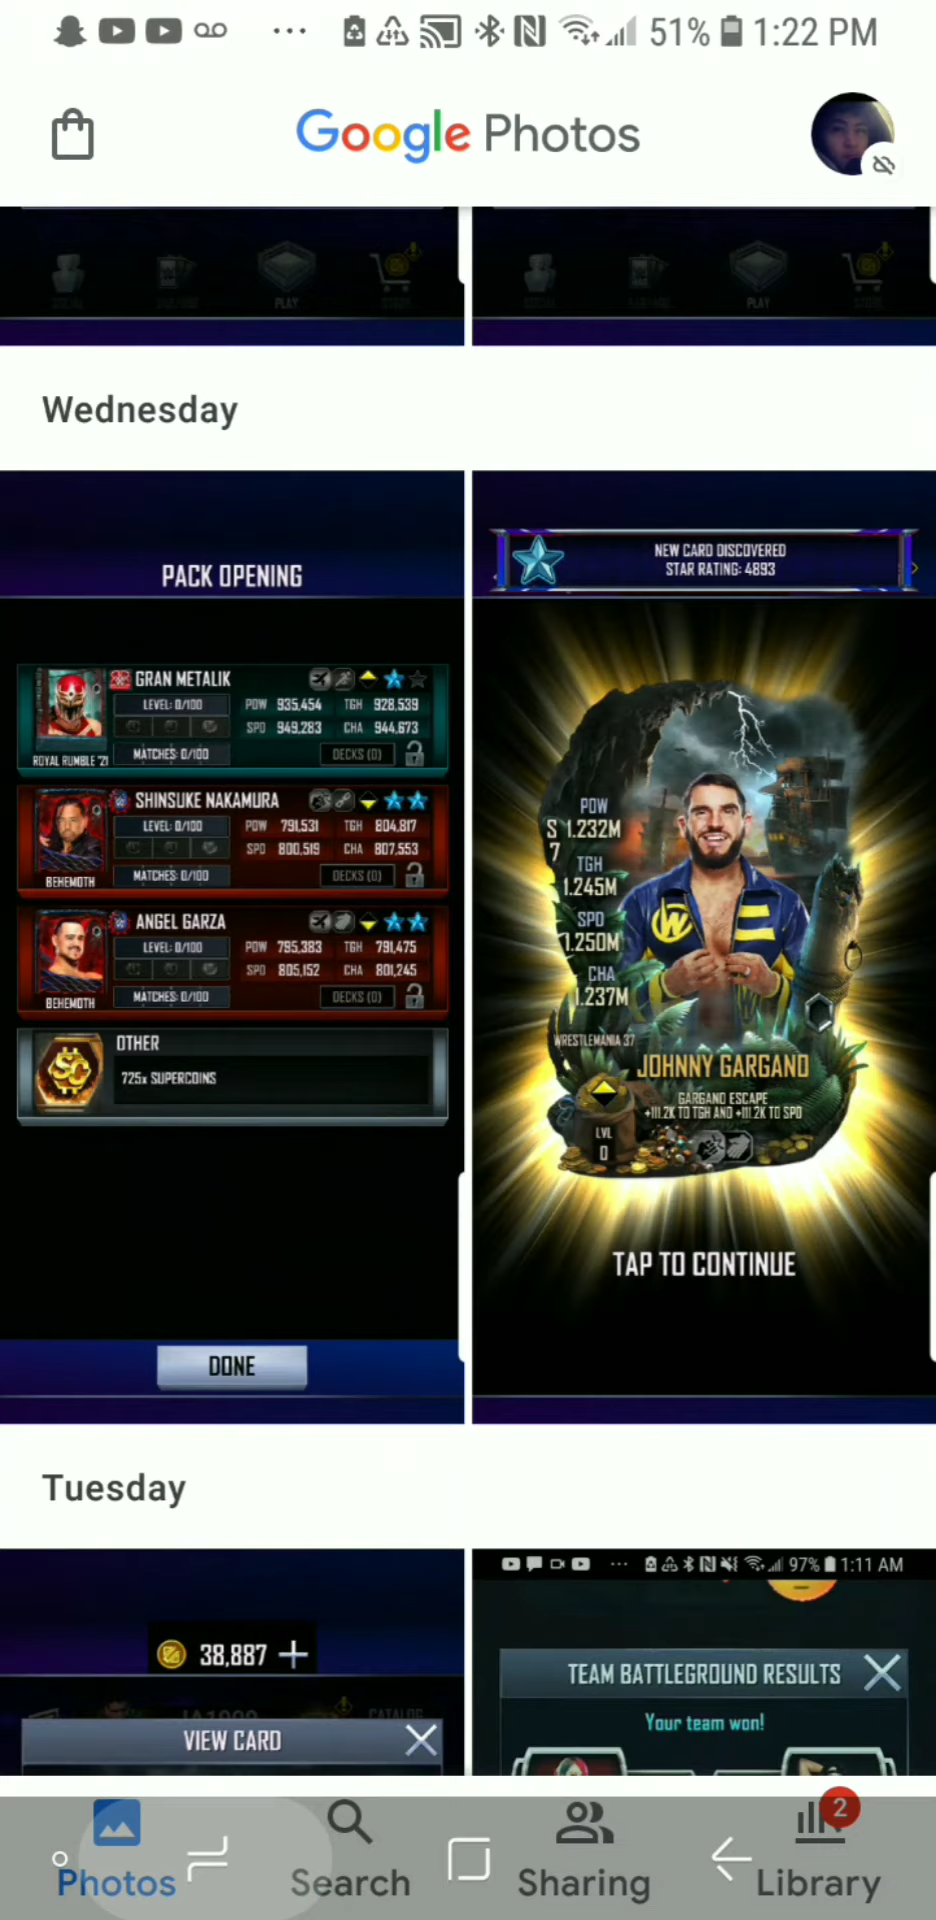 51% 1:22 PM
Google Photos
PLAY
PLAY
Wednesday
PACK OPENING
GRAN METALIK
LEVEL: 0/100
POW 935,454 TGH 928,539
SPD 949,283 CHA 944,673
ROYAL RUMBLE '21
MATCHES: 0/100
DECKS (0)
SHINSUKE NAKAMURA
LEVEL: 0/100
POW 791,531 TGH 804,817
SPD 800,519 CHA 807,553
BEHEMOTH
MATCHES: 0/100
DECKS (0)
ANGEL GARZA
LEVEL: 0/100
POW 795,383 TGH 791,475
SPD 805,152 CHA 801,245
BEHEMOTH
MATCHES: 0/100
DECKS (0)
OTHER
SC
725x SUPERCOINS
DONE
NEW CARD DISCOVERED
STAR RATING: 4893
POW
S 1.232M
7
TGH
1.245M
SPD
1.250M
CHA
1.237M
WRESTLEMANIA 37
JOHNNY GARGANO
GARGANO ESCAPE
+111.2K TO TGH AND +111.2K TO SPD
LVL
0
TAP TO CONTINUE
Tuesday
38,887 +
CATALOG
VIEW CARD
97% 1:11 AM
TEAM BATTLEGROUND RESULTS
Your team won!
2
Photos Search Sharing Library